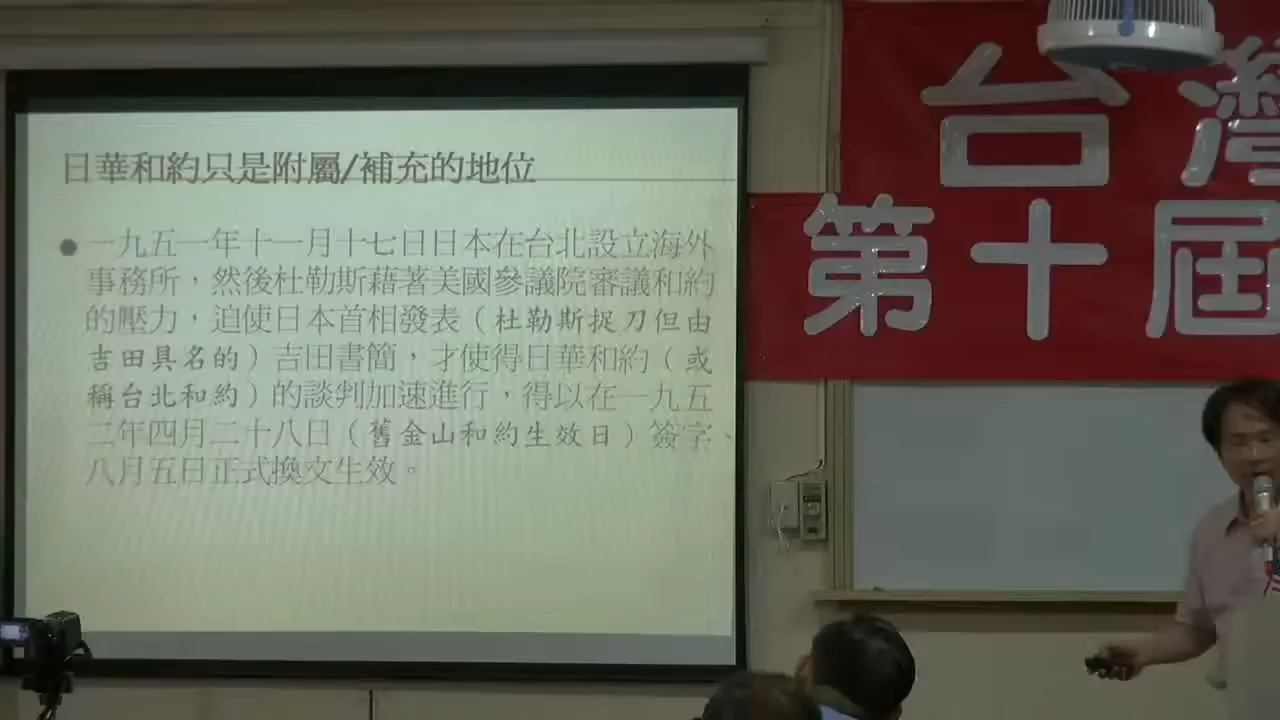 日華和約只是附屬/補充的地位
一九五一年十一月十七日日本在台北設立海外
事務所，然後杜勒斯藉著美國參議院審議和約
的壓力，迫使日本首相發表（杜勒斯捉刀但由
吉田具名的）吉田書簡，才使得日華和約（或
稱台北和約）的談判加速進行，得以在一九五
二年四月二十八日（舊金山和約生效日）簽字、
八月五日正式換文生效。
台灣
第十屆